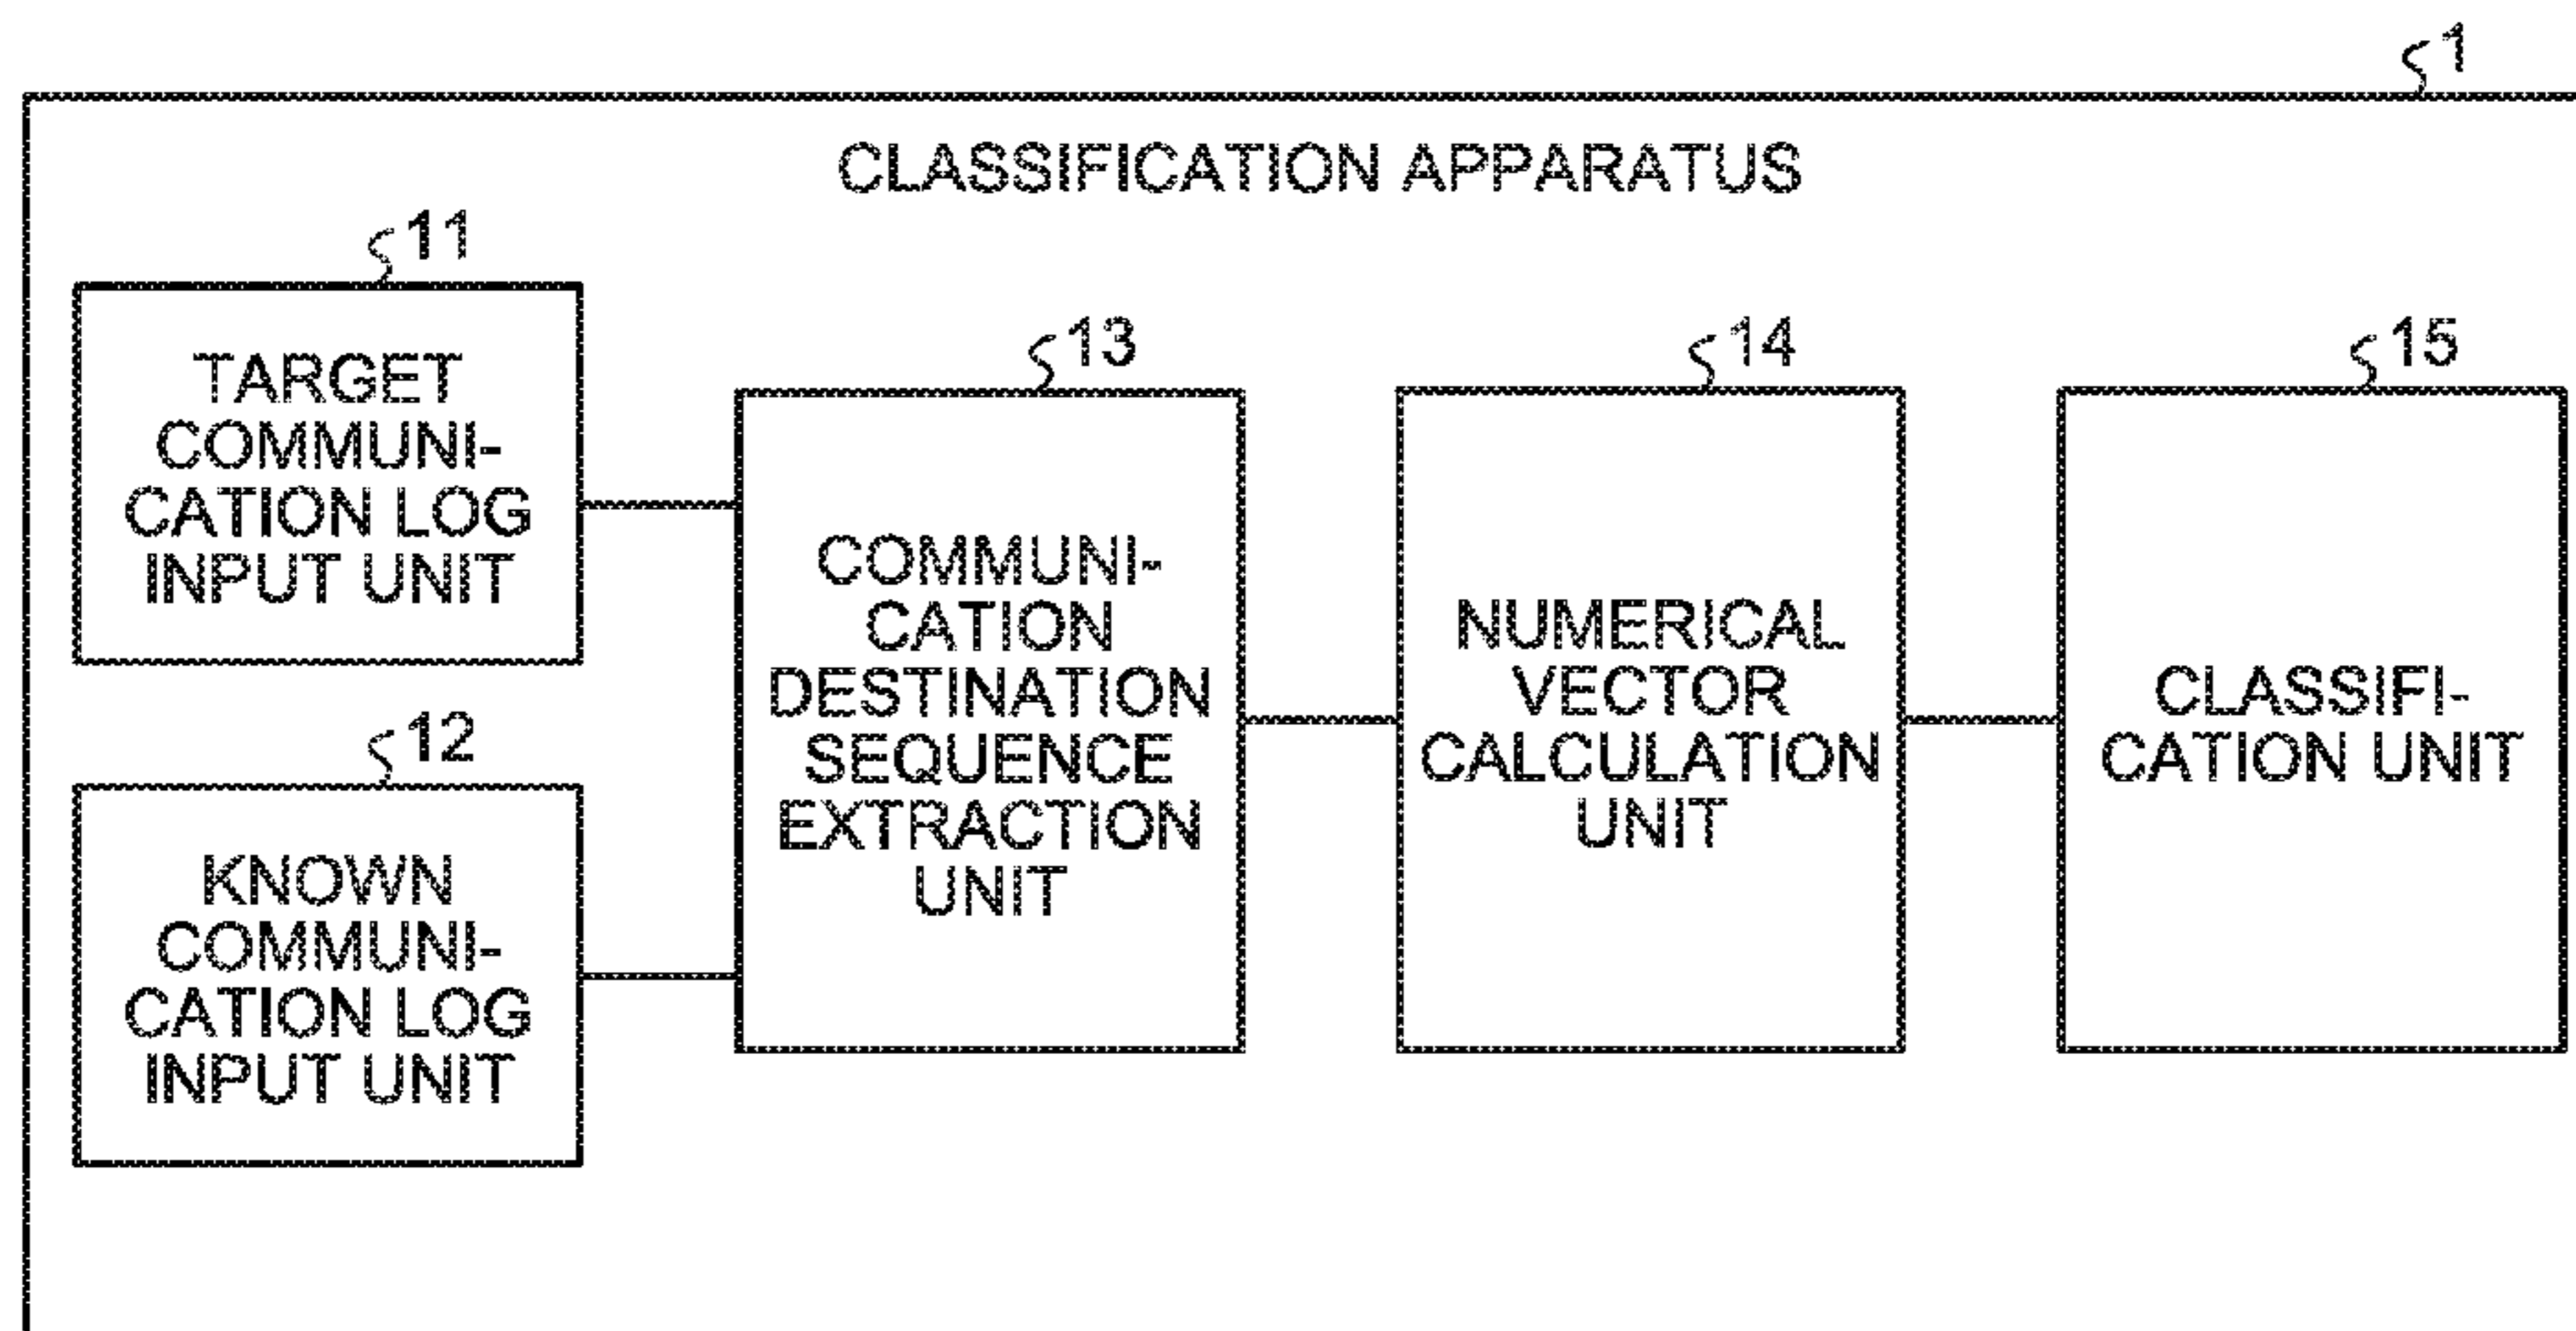 1
CLASSIFICATION APPARATUS
11
TARGET
COMMUNI-
CATION LOG
INPUT UNIT
12
KNOWN
COMMUNI-
CATION LOG
INPUT UNIT
13
COMMUNI-
CATION
DESTINATION
SEQUENCE
EXTRACTION
UNIT
14
NUMERICAL
VECTOR
CALCULATION
UNIT
15
CLASSIFI-
CATION UNIT